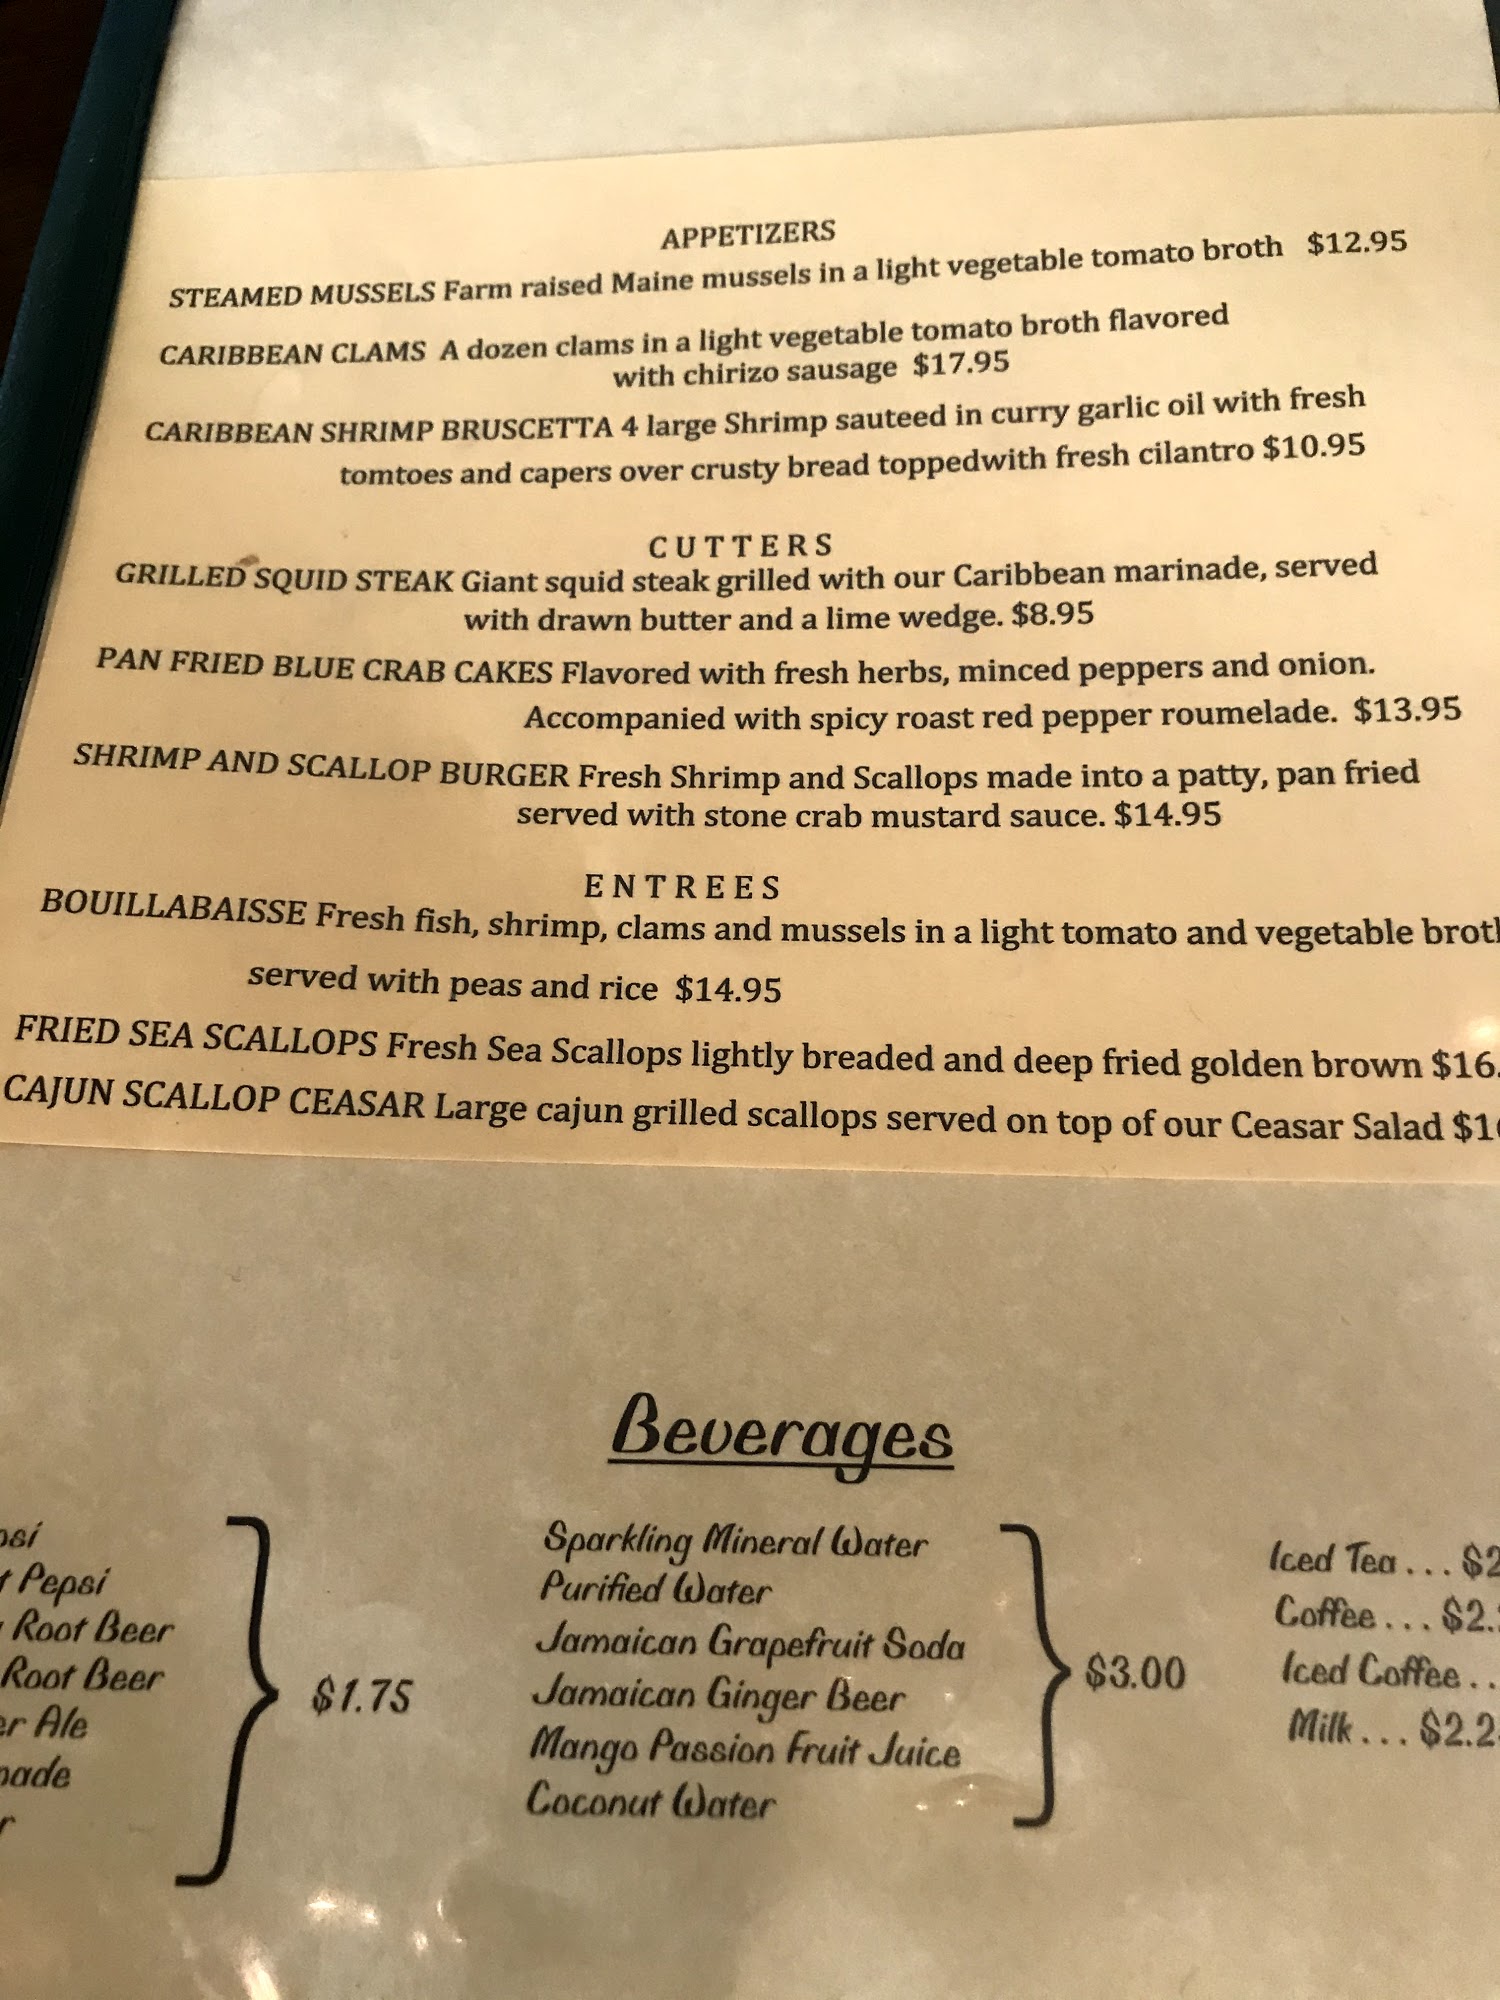 APPETIZERS
STEAMED MUSSELS Farm raised Maine mussels in a light vegetable tomato broth $12.95
CARIBBEAN CLAMS A dozen clams in a light vegetable tomato broth flavored
with chirizo sausage $17.95
CARIBBEAN SHRIMP BRUSCETTA 4 large Shrimp sauteed in curry garlic oil with fresh
tomtoes and capers over crusty bread toppedwith fresh cilantro $10.95
CUTTERS
GRILLED SQUID STEAK Giant squid steak grilled with our Caribbean marinade, served
with drawn butter and a lime wedge. $8.95
PAN FRIED BLUE CRAB CAKES Flavored with fresh herbs, minced peppers and onion.
Accompanied with spicy roast red pepper roumelade. $13.95
SHRIMP AND SCALLOP BURGER Fresh Shrimp and Scallops made into a patty, pan fried
served with stone crab mustard sauce. $14.95
ENTREES
BOUILLABAISSE Fresh fish, shrimp, clams and mussels in a light tomato and vegetable
served with peas and rice $14.95
FRIED SEA SCALLOPS Fresh Sea Scallops lightly breaded and deep fried golden brown $16.
CAJUN SCALLOP CEASAR Large cajun grilled scallops served on top of our Ceasar Salad
Beverages
Pepsi
Root Beer
Root Beer
Ale
$1.75
Sparkling Mineral Water
Purified Water
Jamaican Grapefruit Soda
Jamaican Ginger Beer
Mango Passion Fruit Juice
Coconut Water
$3.00
Iced Tea . . . $2
Coffee . . . $2.
Iced Coffee . .
Milk . . . $2.2